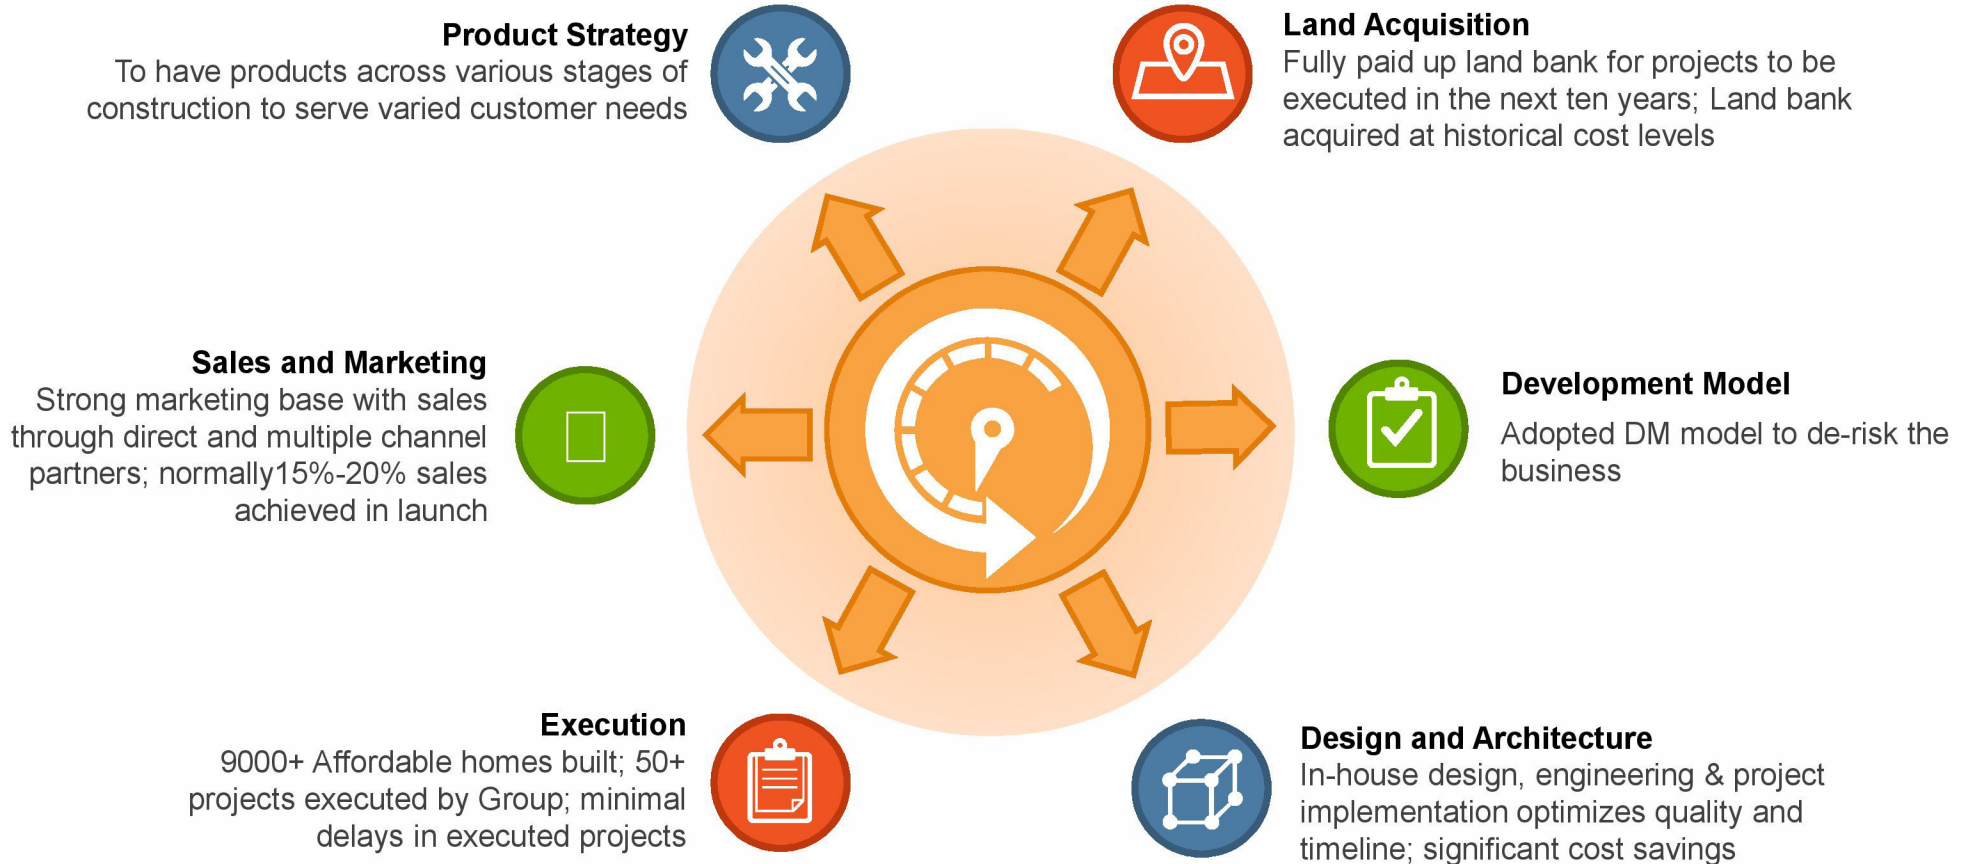 Product Strategy
To have products across various stages of
construction to serve varied customer needs
Land Acquisition
Fully paid up land bank for projects to be
executed in the next ten years; Land bank
acquired at historical cost levels
Sales and Marketing
Strong marketing base with sales
through direct and multiple channel
partners; normally15%-20% sales
achieved in launch
Development Model
Adopted DM model to de-risk the
business
Execution
9000+ Affordable homes built; 50+
projects executed by Group; minimal
delays in executed projects
Design and Architecture
In-house design, engineering & project
implementation optimizes quality and
timeline; significant cost savings